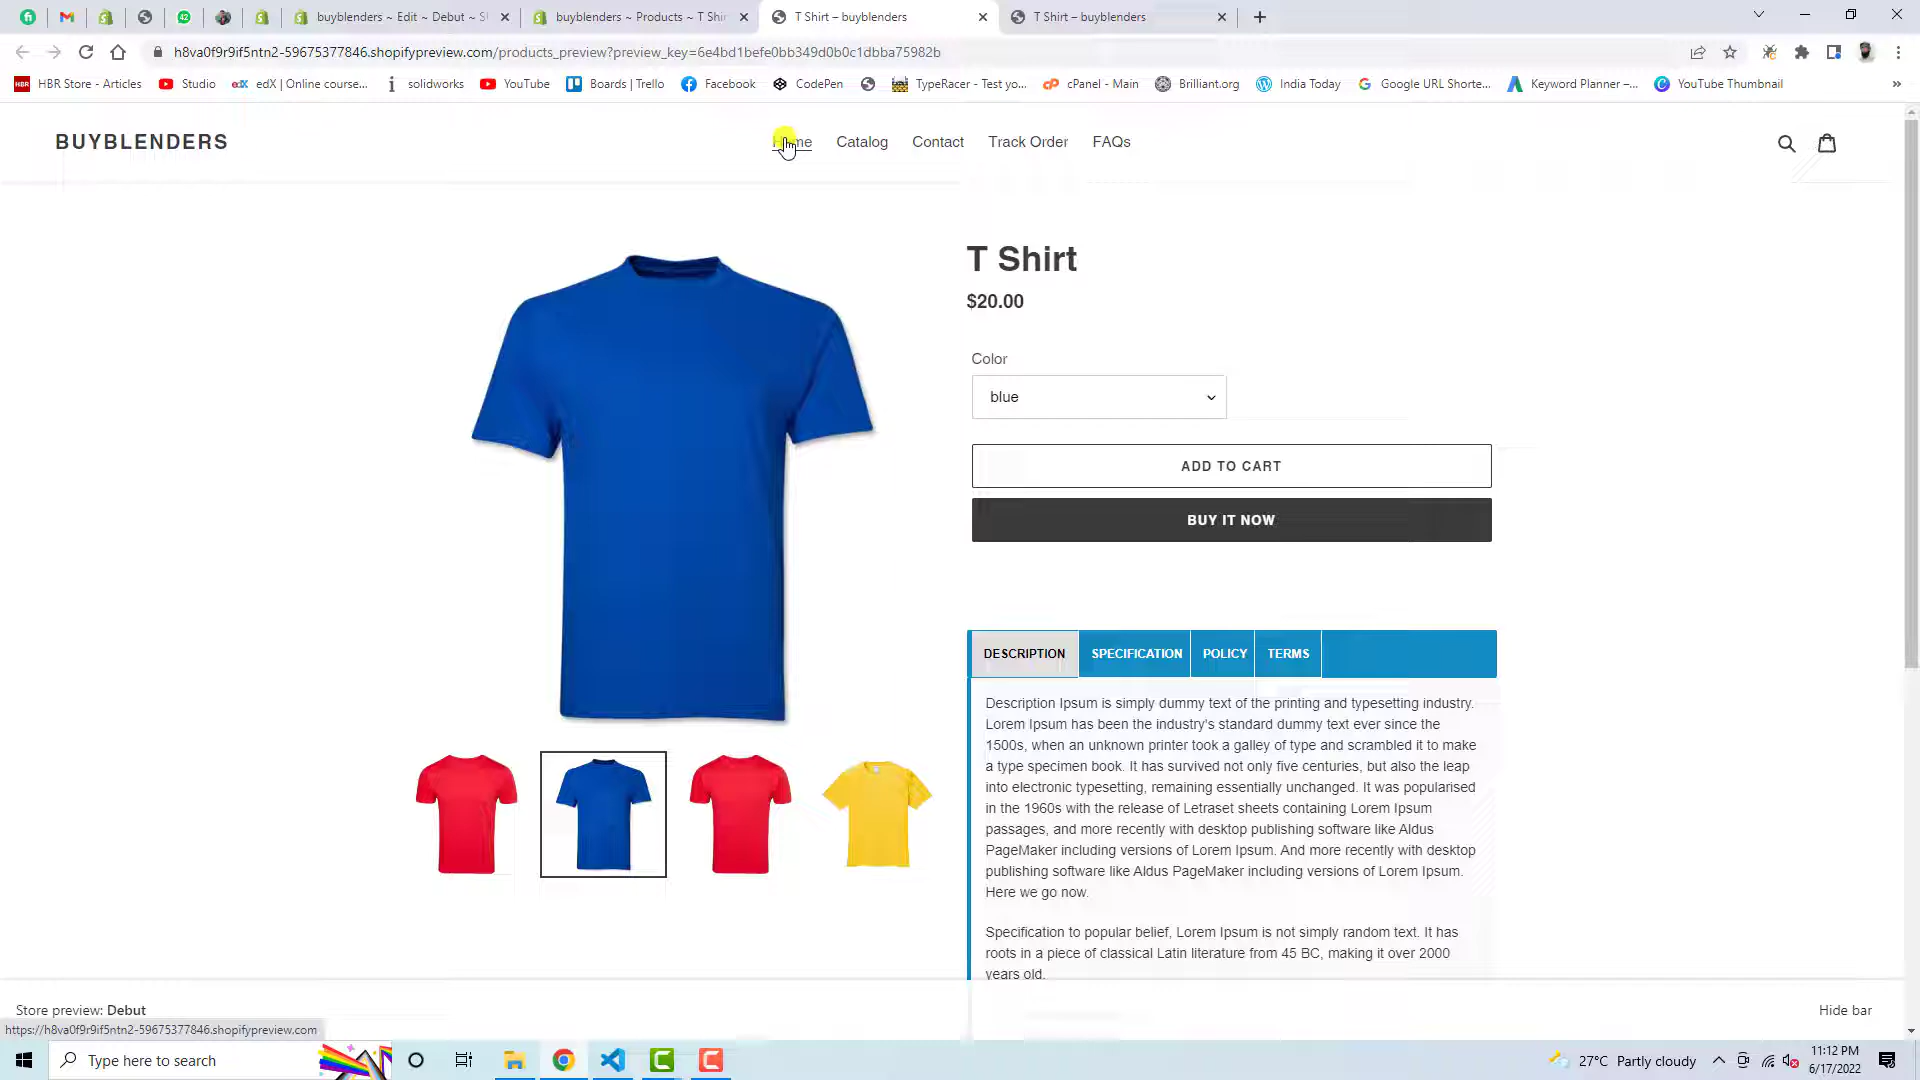 buyblenders ~ Edit ~ Debut ~ S
buyblenders ~ Products ~ T Shir
T Shirt – buyblenders
T Shirt – buyblenders
h8va0f9r9if5ntn2-59675377846.shopifypreview.com/products_preview?preview_key=6e4bd1befe0bb349d0b0c1dbba75982b
HBR Store - Articles
Studio
edX | Online course...
solidworks
YouTube
Boards | Trello
Facebook
CodePen
TypeRacer - Test yo...
cPanel - Main
Brilliant.org
India Today
Google URL Shorte...
Keyword Planner –...
YouTube Thumbnail
BUYBLENDERS
Home
Catalog
Contact
Track Order
FAQs
T Shirt
$20.00
Color
blue
ADD TO CART
BUY IT NOW
DESCRIPTION
SPECIFICATION
POLICY
TERMS
Description Ipsum is simply dummy text of the printing and typesetting industry.
Lorem Ipsum has been the industry's standard dummy text ever since the
1500s, when an unknown printer took a galley of type and scrambled it to make
a type specimen book. It has survived not only five centuries, but also the leap
into electronic typesetting, remaining essentially unchanged. It was popularised
in the 1960s with the release of Letraset sheets containing Lorem Ipsum
passages, and more recently with desktop publishing software like Aldus
PageMaker including versions of Lorem Ipsum. And more recently with desktop
publishing software like Aldus PageMaker including versions of Lorem Ipsum.
Here we go now.
Specification to popular belief, Lorem Ipsum is not simply random text. It has
roots in a piece of classical Latin literature from 45 BC, making it over 2000
years old.
Store preview: Debut
Hide bar
https://h8va0f9r9if5ntn2-59675377846.shopifypreview.com
Type here to search
27°C Partly cloudy
11:12 PM
6/17/2022